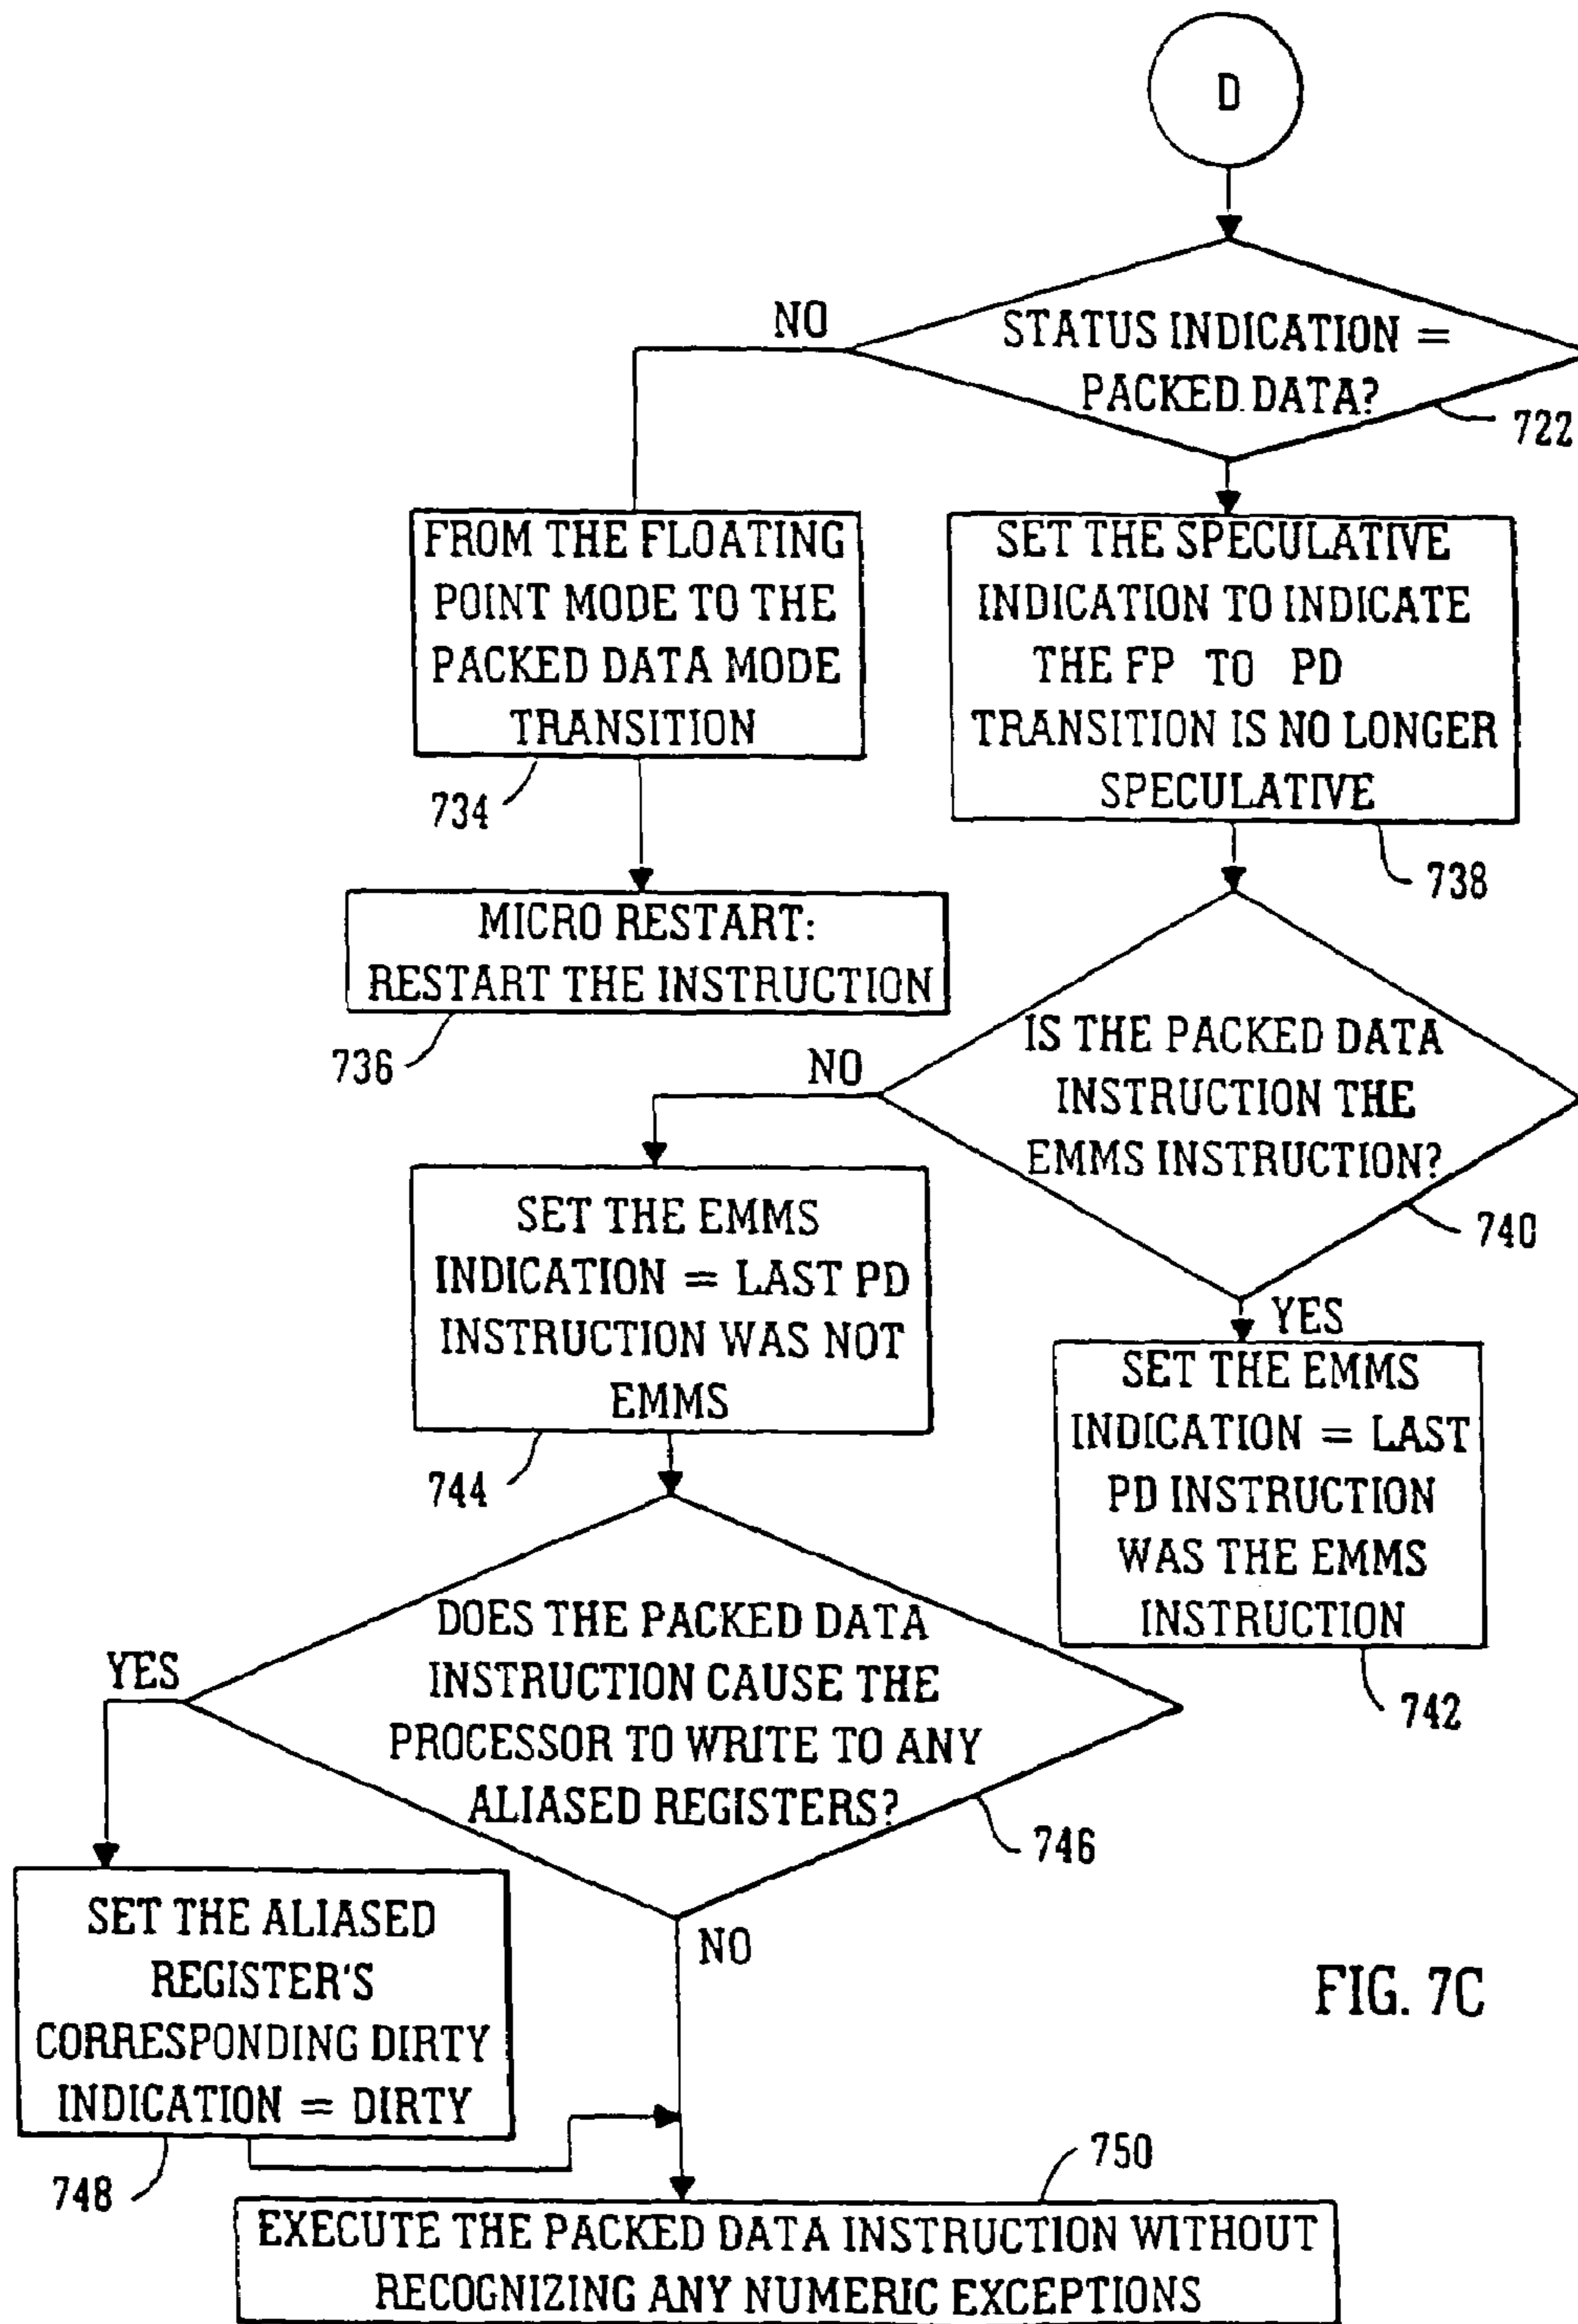 D
STATUS INDICATION =
PACKED DATA?
722
NO
FROM THE FLOATING
POINT MODE TO THE
PACKED DATA MODE
TRANSITION
734
SET THE SPECULATIVE
INDICATION TO INDICATE
THE FP TO PD
TRANSITION IS NO LONGER
SPECULATIVE
738
MICRO RESTART:
RESTART THE INSTRUCTION
736
IS THE PACKED DATA
INSTRUCTION THE
EMMS INSTRUCTION?
740
NO
YES
SET THE EMMS
INDICATION = LAST PD
INSTRUCTION WAS NOT
EMMS
744
SET THE EMMS
INDICATION = LAST
PD INSTRUCTION
WAS THE EMMS
INSTRUCTION
742
DOES THE PACKED DATA
INSTRUCTION CAUSE THE
PROCESSOR TO WRITE TO ANY
ALIASED REGISTERS?
746
YES
NO
SET THE ALIASED
REGISTER'S
CORRESPONDING DIRTY
INDICATION = DIRTY
748
FIG. 7C
750
EXECUTE THE PACKED DATA INSTRUCTION WITHOUT
RECOGNIZING ANY NUMERIC EXCEPTIONS